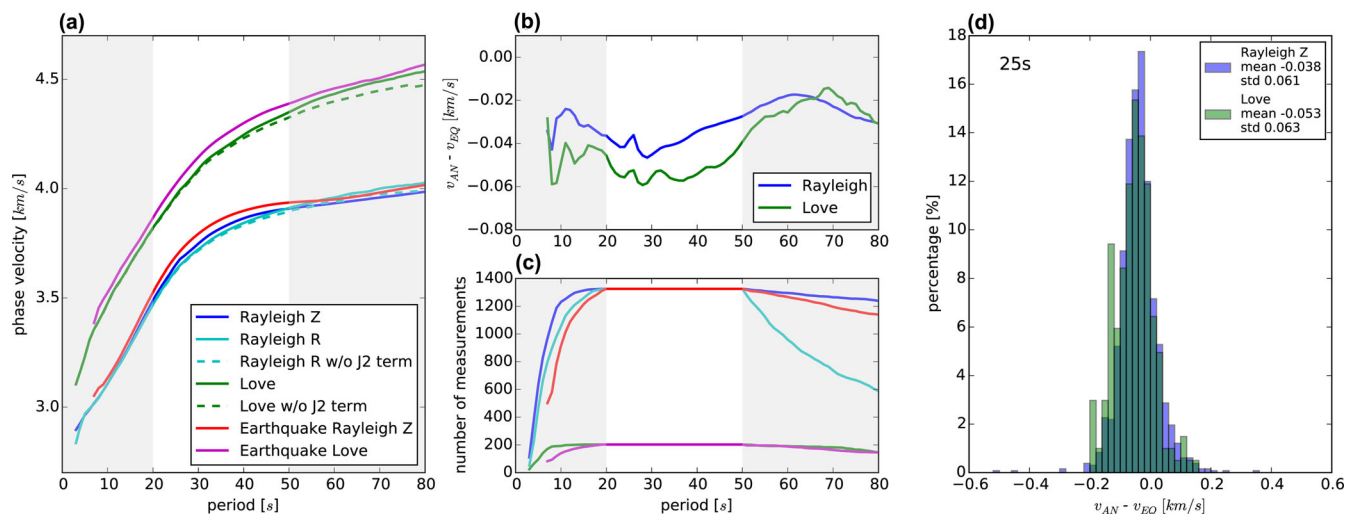 (a)
phase velocity [km/s]
4.5
4.0
3.5
3.0
0 10 20 30 40 50 60 70 80
period [s]
Rayleigh Z
Rayleigh R
Rayleigh R w/o J2 term
Love
Love w/o J2 term
Earthquake Rayleigh Z
Earthquake Love
(b)
v_AN - v_EQ [km/s]
0.00
−0.02
−0.04
−0.06
−0.08
0 10 20 30 40 50 60 70 80
Rayleigh
Love
(c)
number of measurements
1400
1200
1000
800
600
400
200
0
0 10 20 30 40 50 60 70 80
period [s]
(d)
percentage [%]
18
16
14
12
10
8
6
4
2
0
−0.6 −0.4 −0.2 0.0 0.2 0.4 0.6
v_AN - v_EQ [km/s]
25s
Rayleigh Z
mean -0.038
std 0.061
Love
mean -0.053
std 0.063